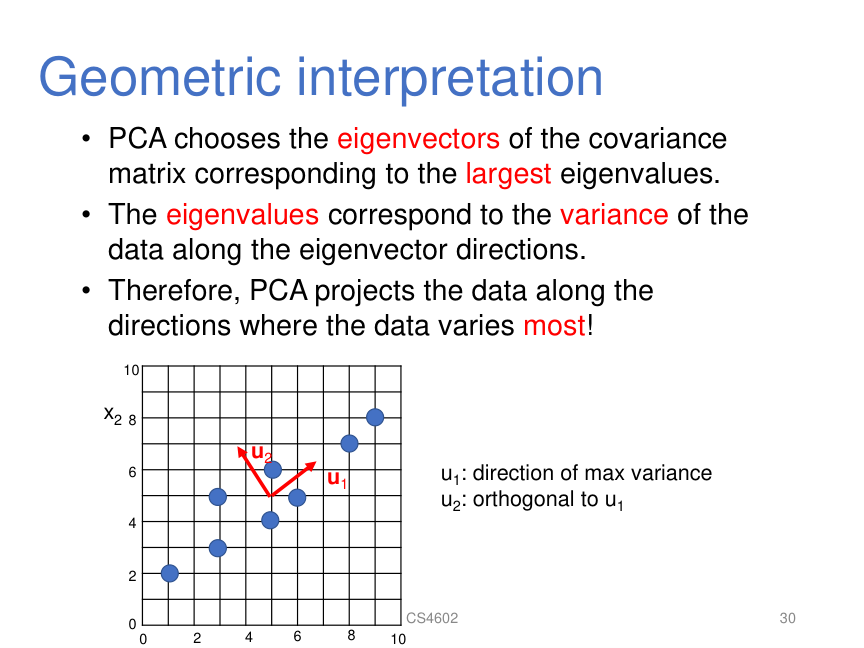 Geometric interpretation
• PCA chooses the eigenvectors of the covariance
matrix corresponding to the largest eigenvalues.
• The eigenvalues correspond to the variance of the
data along the eigenvector directions.
• Therefore, PCA projects the data along the
directions where the data varies most!
10
x2 8
u2
6
u1
4
2
0
0 2 4 6 8 10
u1: direction of max variance
u2: orthogonal to u1
CS4602
30